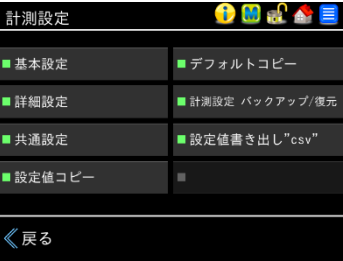 計測設定
M
基本設定
デフォルトコピー
詳細設定
計測設定 バックアップ/復元
共通設定
設定値書き出し”csv”
設定値コピー
戻る